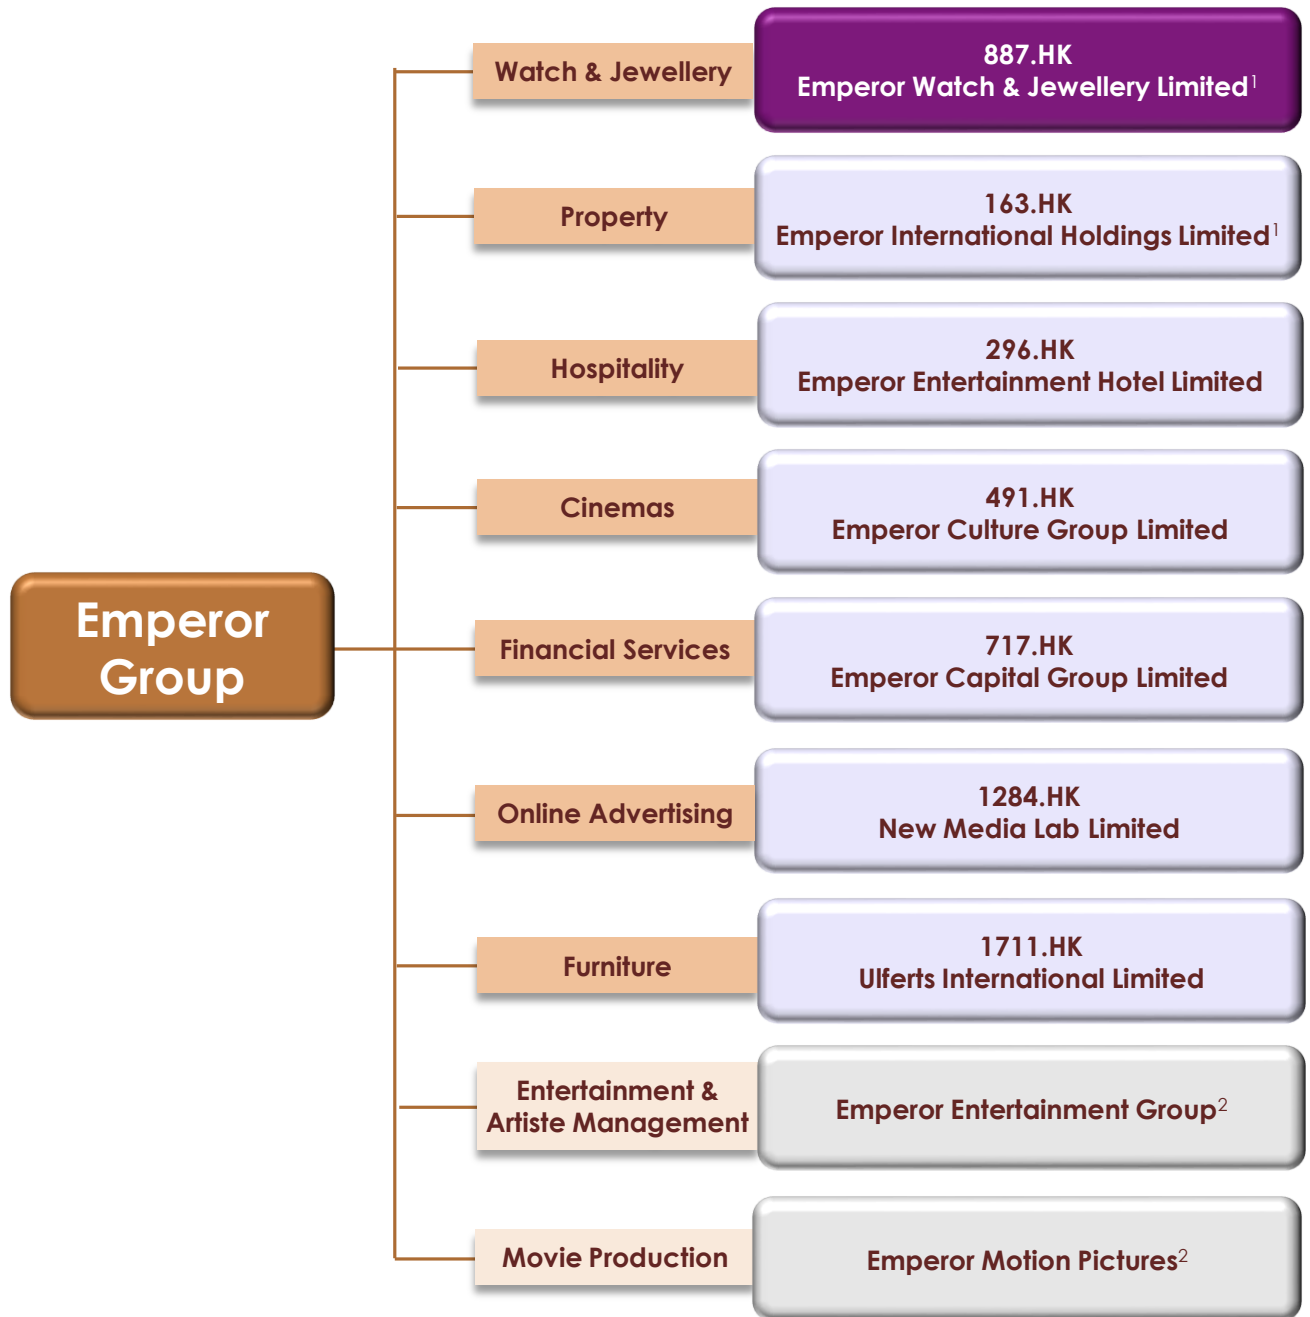 Emperor
Group
Watch & Jewellery
887.HK
Emperor Watch & Jewellery Limited1
Property
163.HK
Emperor International Holdings Limited1
Hospitality
296.HK
Emperor Entertainment Hotel Limited
Cinemas
491.HK
Emperor Culture Group Limited
Financial Services
717.HK
Emperor Capital Group Limited
Online Advertising
1284.HK
New Media Lab Limited
Furniture
1711.HK
Ulferts International Limited
Entertainment &
Artiste Management
Emperor Entertainment Group2
Movie Production
Emperor Motion Pictures2